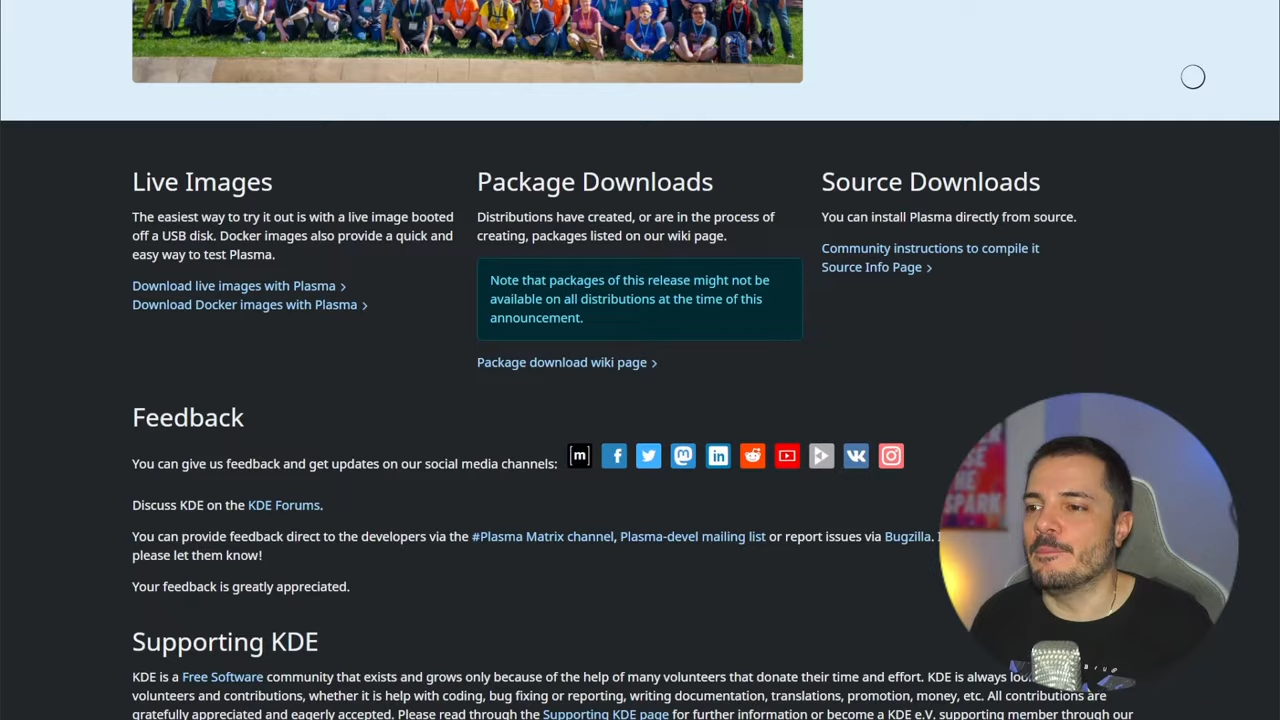 Live Images
The easiest way to try it out is with a live image booted
off a USB disk. Docker images also provide a quick and
easy way to test Plasma.
Download live images with Plasma
Download Docker images with Plasma
Package Downloads
Distributions have created, or are in the process of
creating, packages listed on our wiki page.
Note that packages of this release might not be
available on all distributions at the time of this
announcement.
Package download wiki page
Source Downloads
You can install Plasma directly from source.
Community instructions to compile it
Source Info Page
Feedback
You can give us feedback and get updates on our social media channels: [m] f in
Discuss KDE on the KDE Forums.
You can provide feedback direct to the developers via the #Plasma Matrix channel, Plasma-devel mailing list or report issues via Bugzilla.
please let them know!
Your feedback is greatly appreciated.
SPARK
Supporting KDE
KDE is a Free Software community that exists and grows only because of the help of many volunteers that donate their time and effort. KDE is always
volunteers and contributions, whether it is help with coding, bug fixing or reporting, writing documentation, translations, promotion, money, etc. All contributions are
gratefully appreciated and eagerly accepted. Please read through the Supporting KDE page for further information or become a KDE e.V. supporting member through our